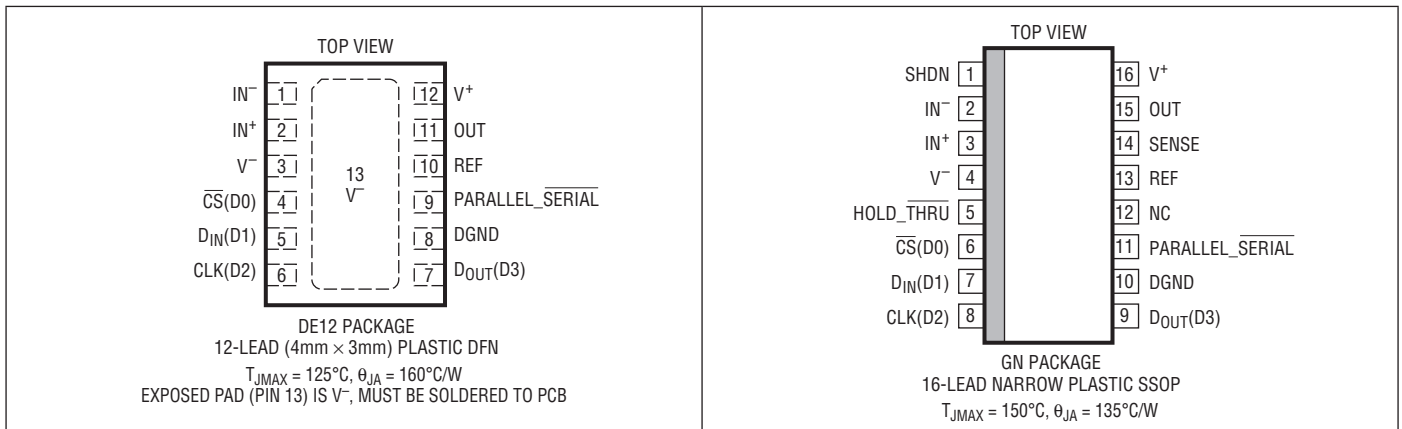 TOP VIEW
IN– 1
IN+ 2
V– 3
CS(D0) 4
DIN(D1) 5
CLK(D2) 6
13
V–
12 V+
11 OUT
10 REF
9 PARALLEL_SERIAL
8 DGND
7 DOUT(D3)
DE12 PACKAGE
12-LEAD (4mm × 3mm) PLASTIC DFN
TJMAX = 125°C, θJA = 160°C/W
EXPOSED PAD (PIN 13) IS V–, MUST BE SOLDERED TO PCB
TOP VIEW
SHDN 1
IN– 2
IN+ 3
V– 4
HOLD_THRU 5
CS(D0) 6
DIN(D1) 7
CLK(D2) 8
16 V+
15 OUT
14 SENSE
13 REF
12 NC
11 PARALLEL_SERIAL
10 DGND
9 DOUT(D3)
GN PACKAGE
16-LEAD NARROW PLASTIC SSOP
TJMAX = 150°C, θJA = 135°C/W